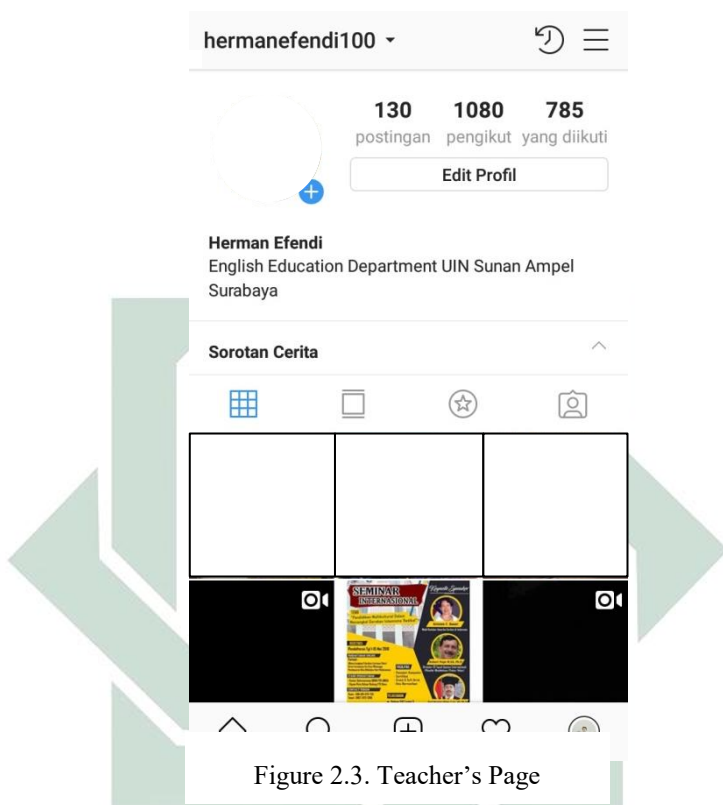 hermanefendi100
130 1080 785
postingan pengikut yang diikuti
Edit Profil
Herman Efendi
English Education Department UIN Sunan Ampel
Surabaya
Sorotan Cerita
SEMINAR
INTERNASIONAL
Figure 2.3. Teacher's Page